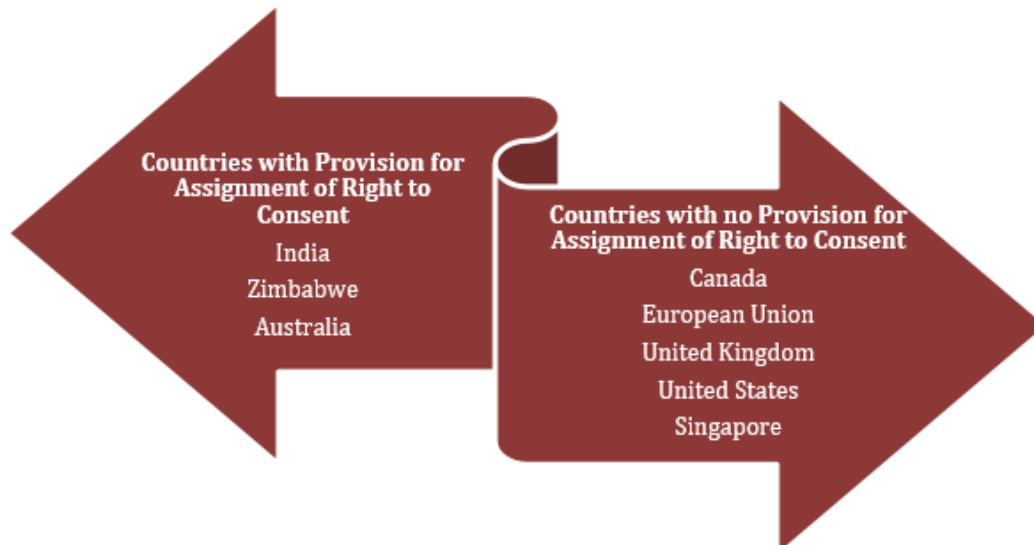 Countries with Provision for
Assignment of Right to
Consent
India
Zimbabwe
Australia
Countries with no Provision for
Assignment of Right to Consent
Canada
European Union
United Kingdom
United States
Singapore